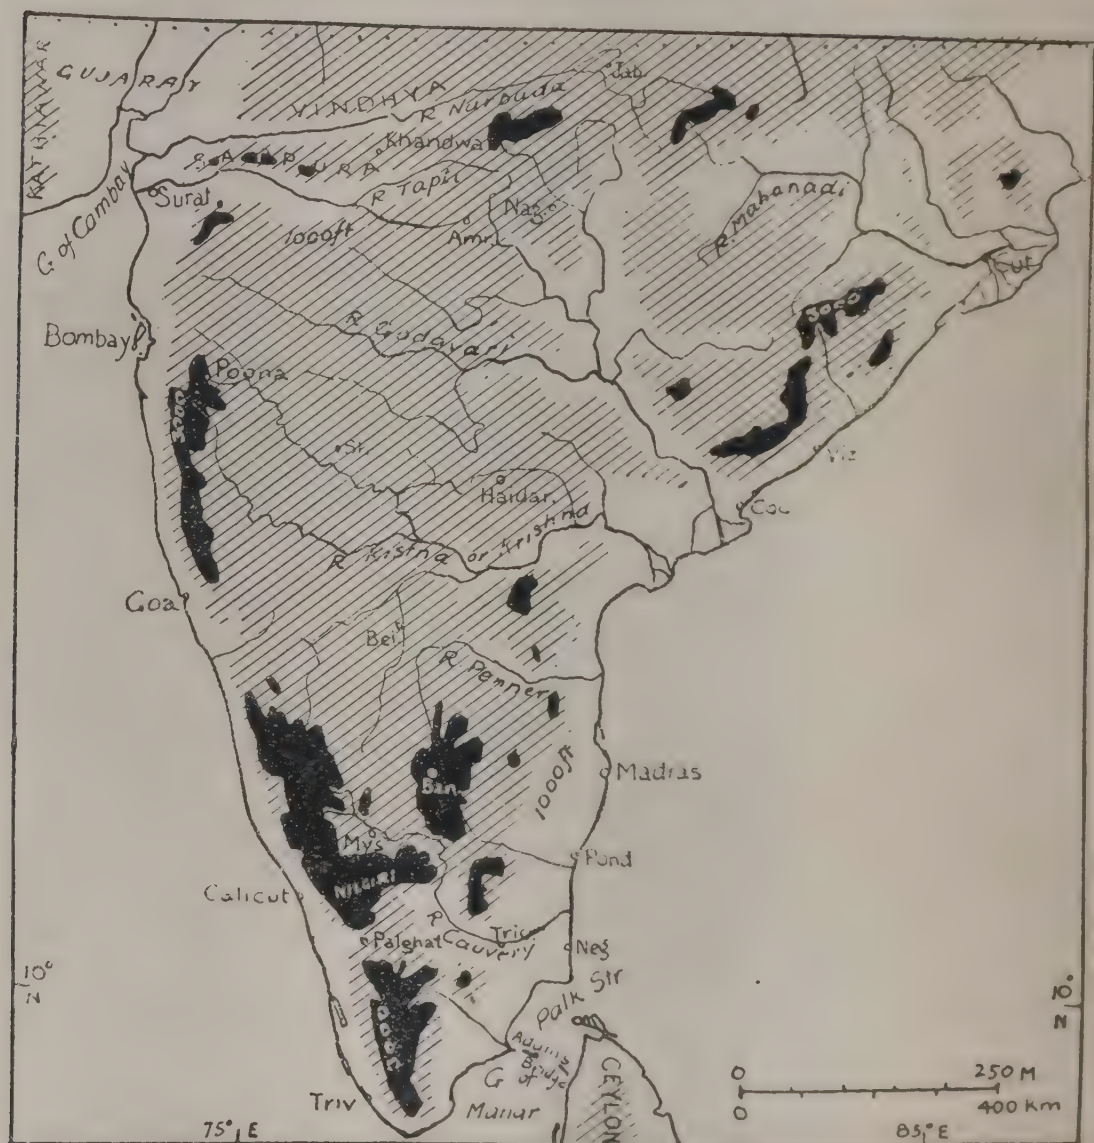 KATHIAWAR
GUJARAT
VINDHYA
R Narbada
Jab.
SATPURA
Khandwa
R Tapti
Surat.
G. of Cambay
1000ft
Amr.
Nag.
R. Mahanadi
Cut
3000
Bombay
R Godavari
Poona
3000
Sh.
Haidar.
Viz
Coc
R Kistna or Krishna
Goa
Bel
R Penner
1000ft
Madras
Ban.
Mys
Pond
Calicut
NILGIRI
Palghat
R Cauvery
Tric
Neg
10°
N
Palk Str
10°
N
3000
Adam's
Bridge
G of
Manar
CEYLON
Triv
0 250 M
0 400 Km
75° E
85° E